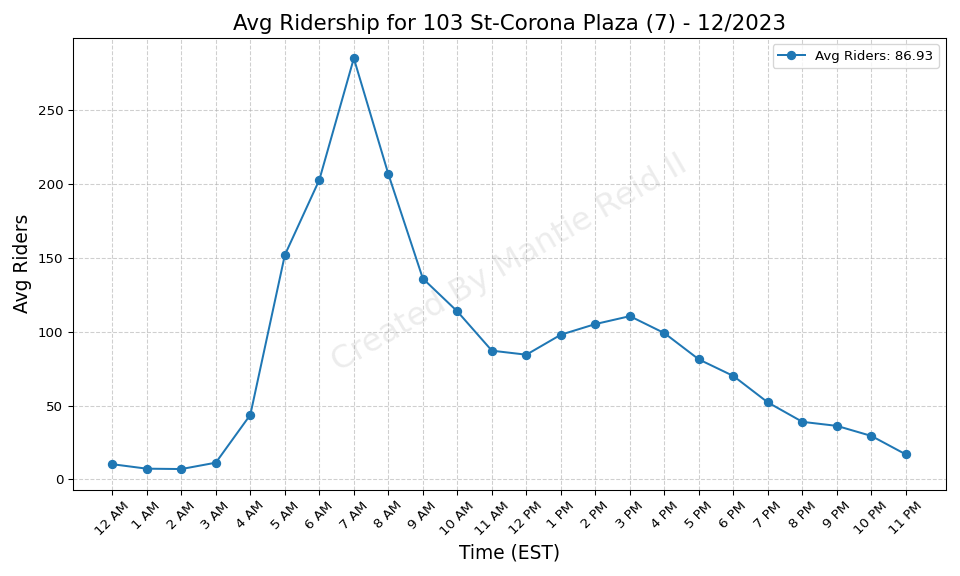 Avg Ridership for 103 St-Corona Plaza (7) - 12/2023
Avg Riders: 86.93
Avg Riders
250
200
150
100
50
0
Created By Mantle Reid II
12 AM
1 AM
2 AM
3 AM
4 AM
5 AM
6 AM
7 AM
8 AM
9 AM
10 AM
11 AM
12 PM
1 PM
2 PM
3 PM
4 PM
5 PM
6 PM
7 PM
8 PM
9 PM
10 PM
11 PM
Time (EST)